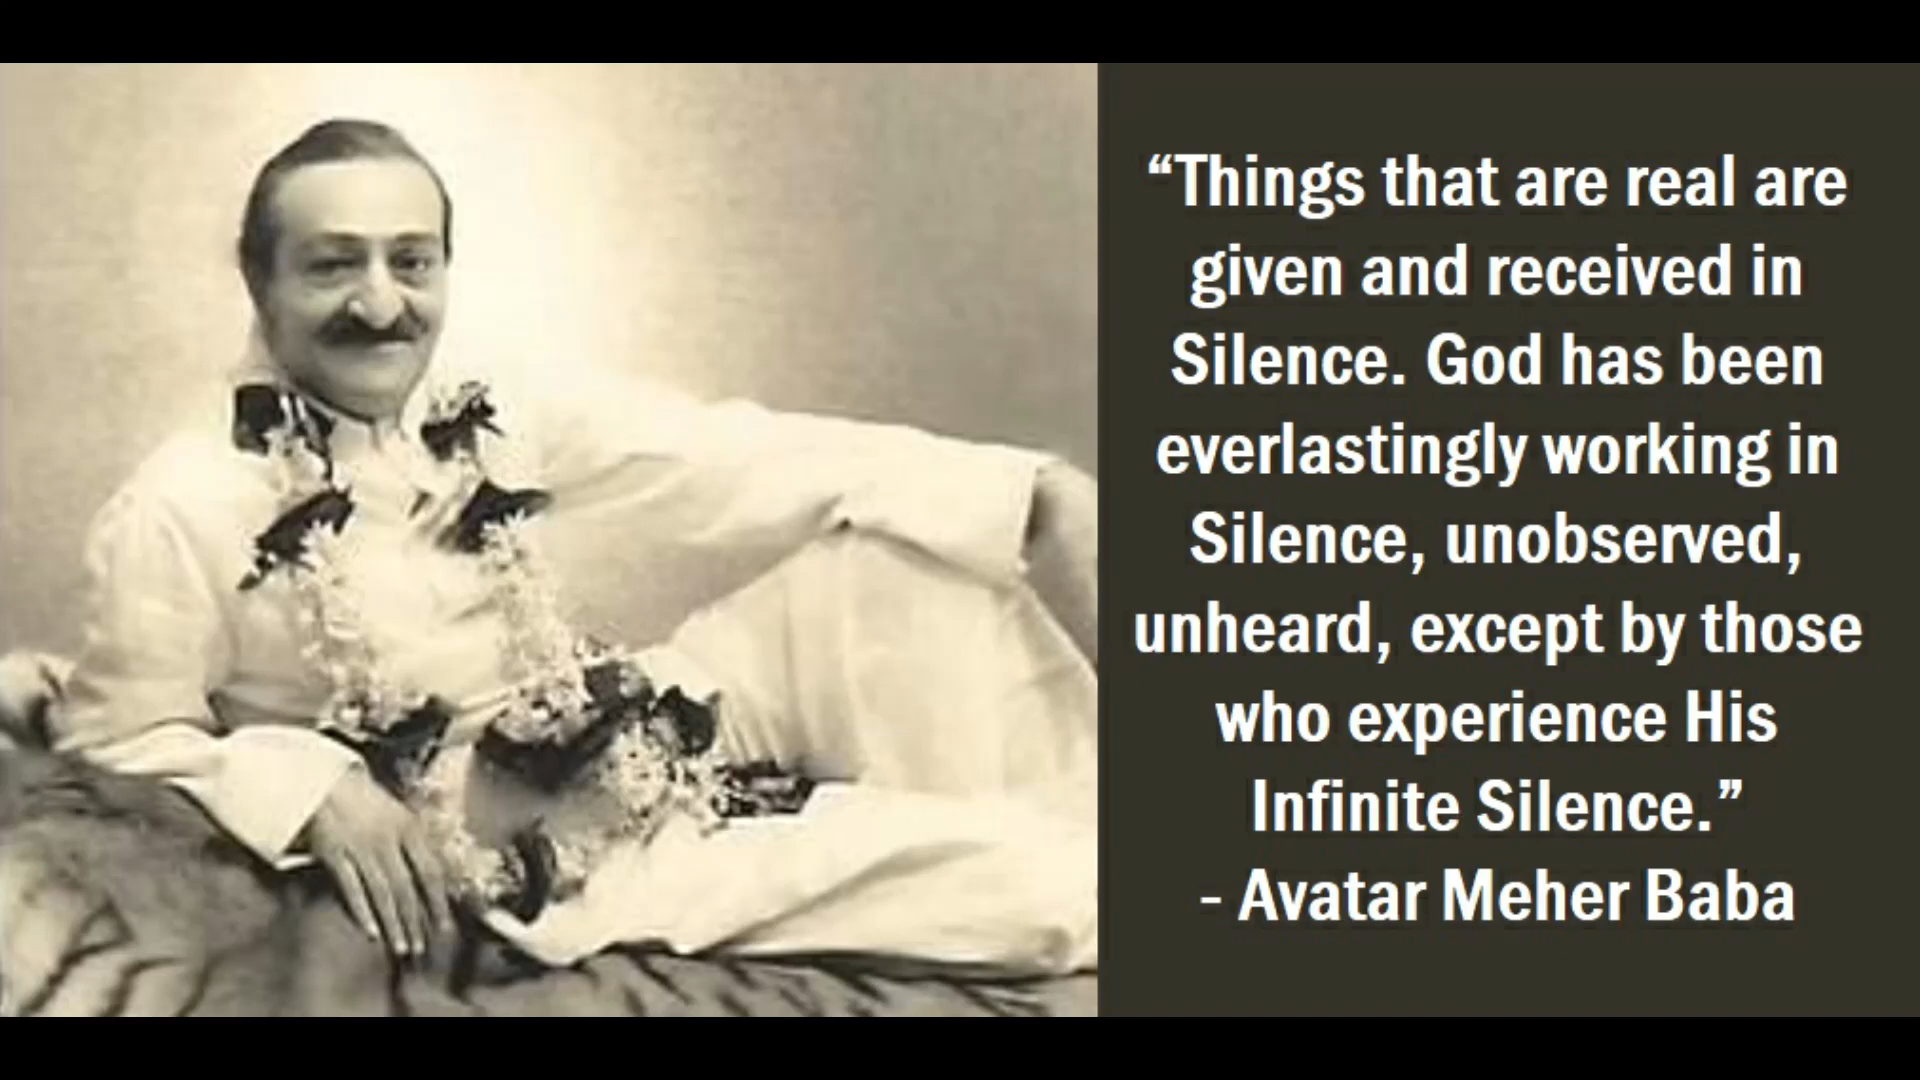 “Things that are real are
given and received in
Silence. God has been
everlastingly working in
Silence, unobserved,
unheard, except by those
who experience His
Infinite Silence.”
- Avatar Meher Baba